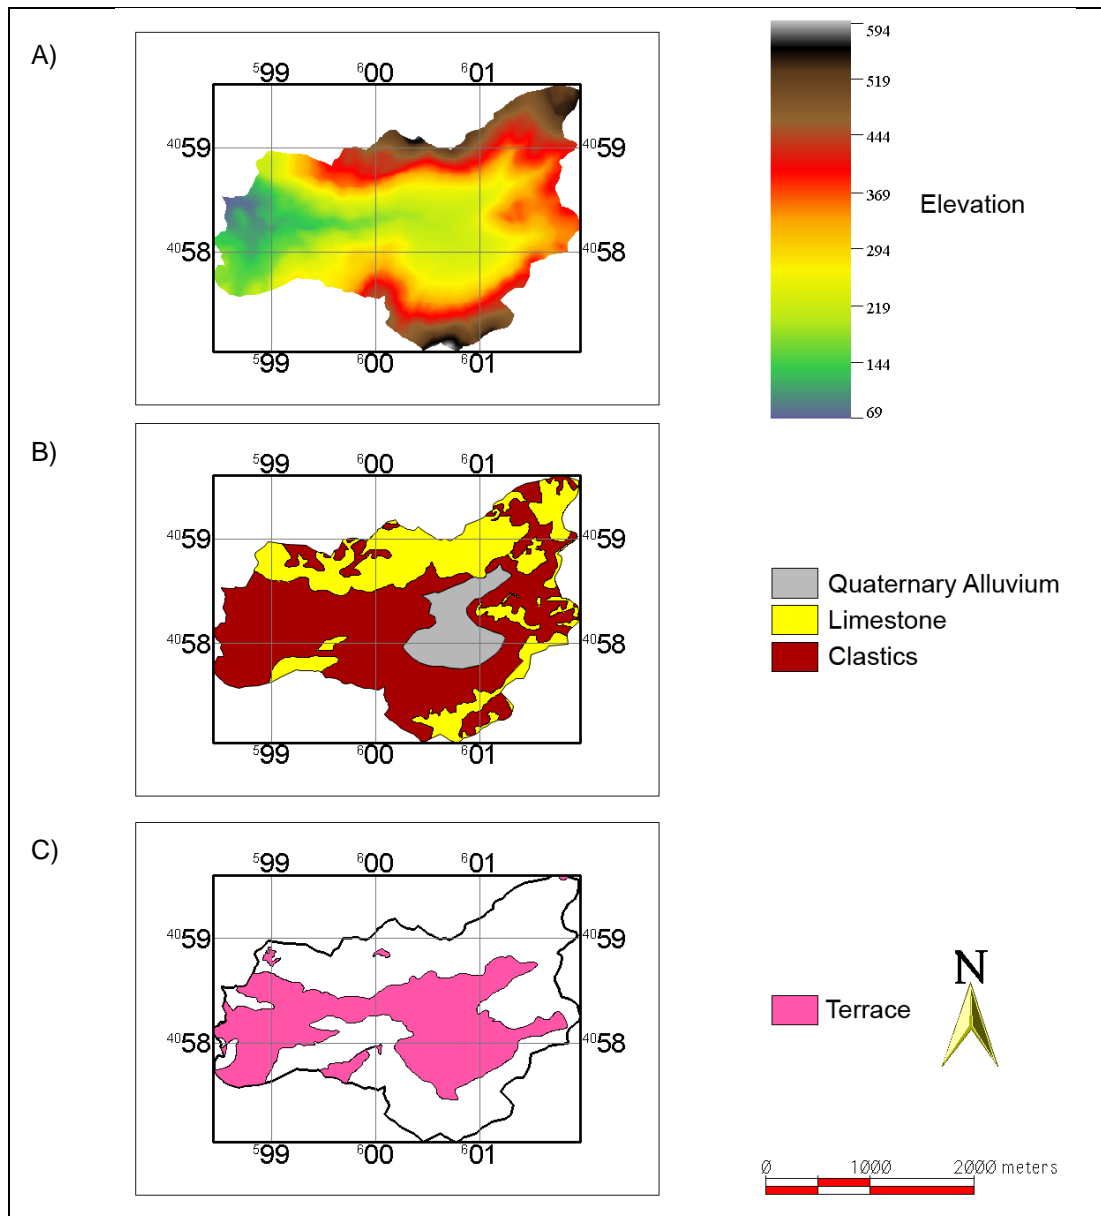 A)
⁵99 ⁶00 ⁶01
⁴⁰59 ⁴⁰59
⁴⁰58 ⁴⁰58
⁵99 ⁶00 ⁶01
594
519
444
369
294
219
144
69
Elevation
B)
⁵99 ⁶00 ⁶01
⁴⁰59 ⁴⁰59
⁴⁰58 ⁴⁰58
⁵99 ⁶00 ⁶01
Quaternary Alluvium
Limestone
Clastics
C)
⁵99 ⁶00 ⁶01
⁴⁰59 ⁴⁰59
⁴⁰58 ⁴⁰58
⁵99 ⁶00 ⁶01
Terrace
N
0 1000 2000 meters